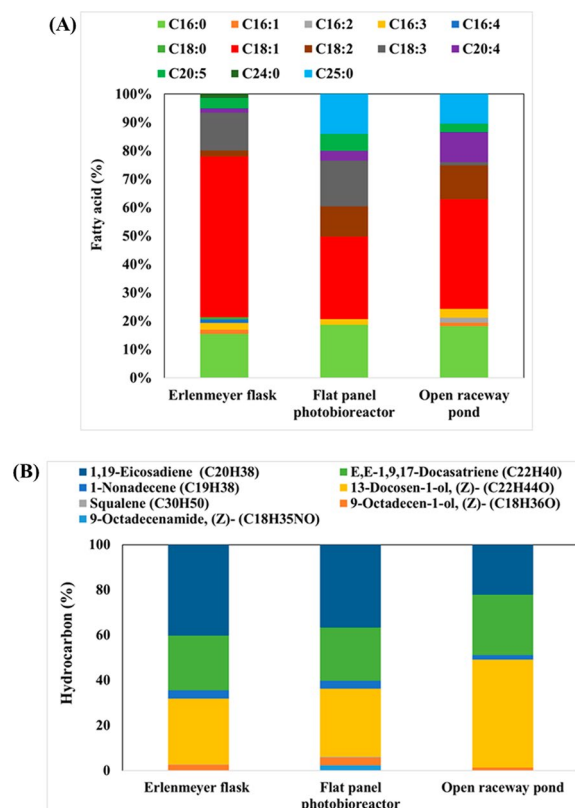 (A)
C16:0 C16:1 C16:2 C16:3 C16:4
C18:0 C18:1 C18:2 C18:3 C20:4
C20:5 C24:0 C25:0
100%
90%
80%
70%
60%
50%
40%
30%
20%
10%
0%
Fatty acid (%)
Erlenmeyer flask Flat panel Open raceway
photobioreactor pond
(B)
1,19-Eicosadiene (C20H38) E,E-1,9,17-Docasatriene (C22H40)
1-Nonadecene (C19H38) 13-Docosen-1-ol, (Z)- (C22H44O)
Squalene (C30H50) 9-Octadecen-1-ol, (Z)- (C18H36O)
9-Octadecenamide, (Z)- (C18H35NO)
100
80
60
40
20
0
Hydrocarbon (%)
Erlenmeyer flask Flat panel Open raceway pond
photobioreactor